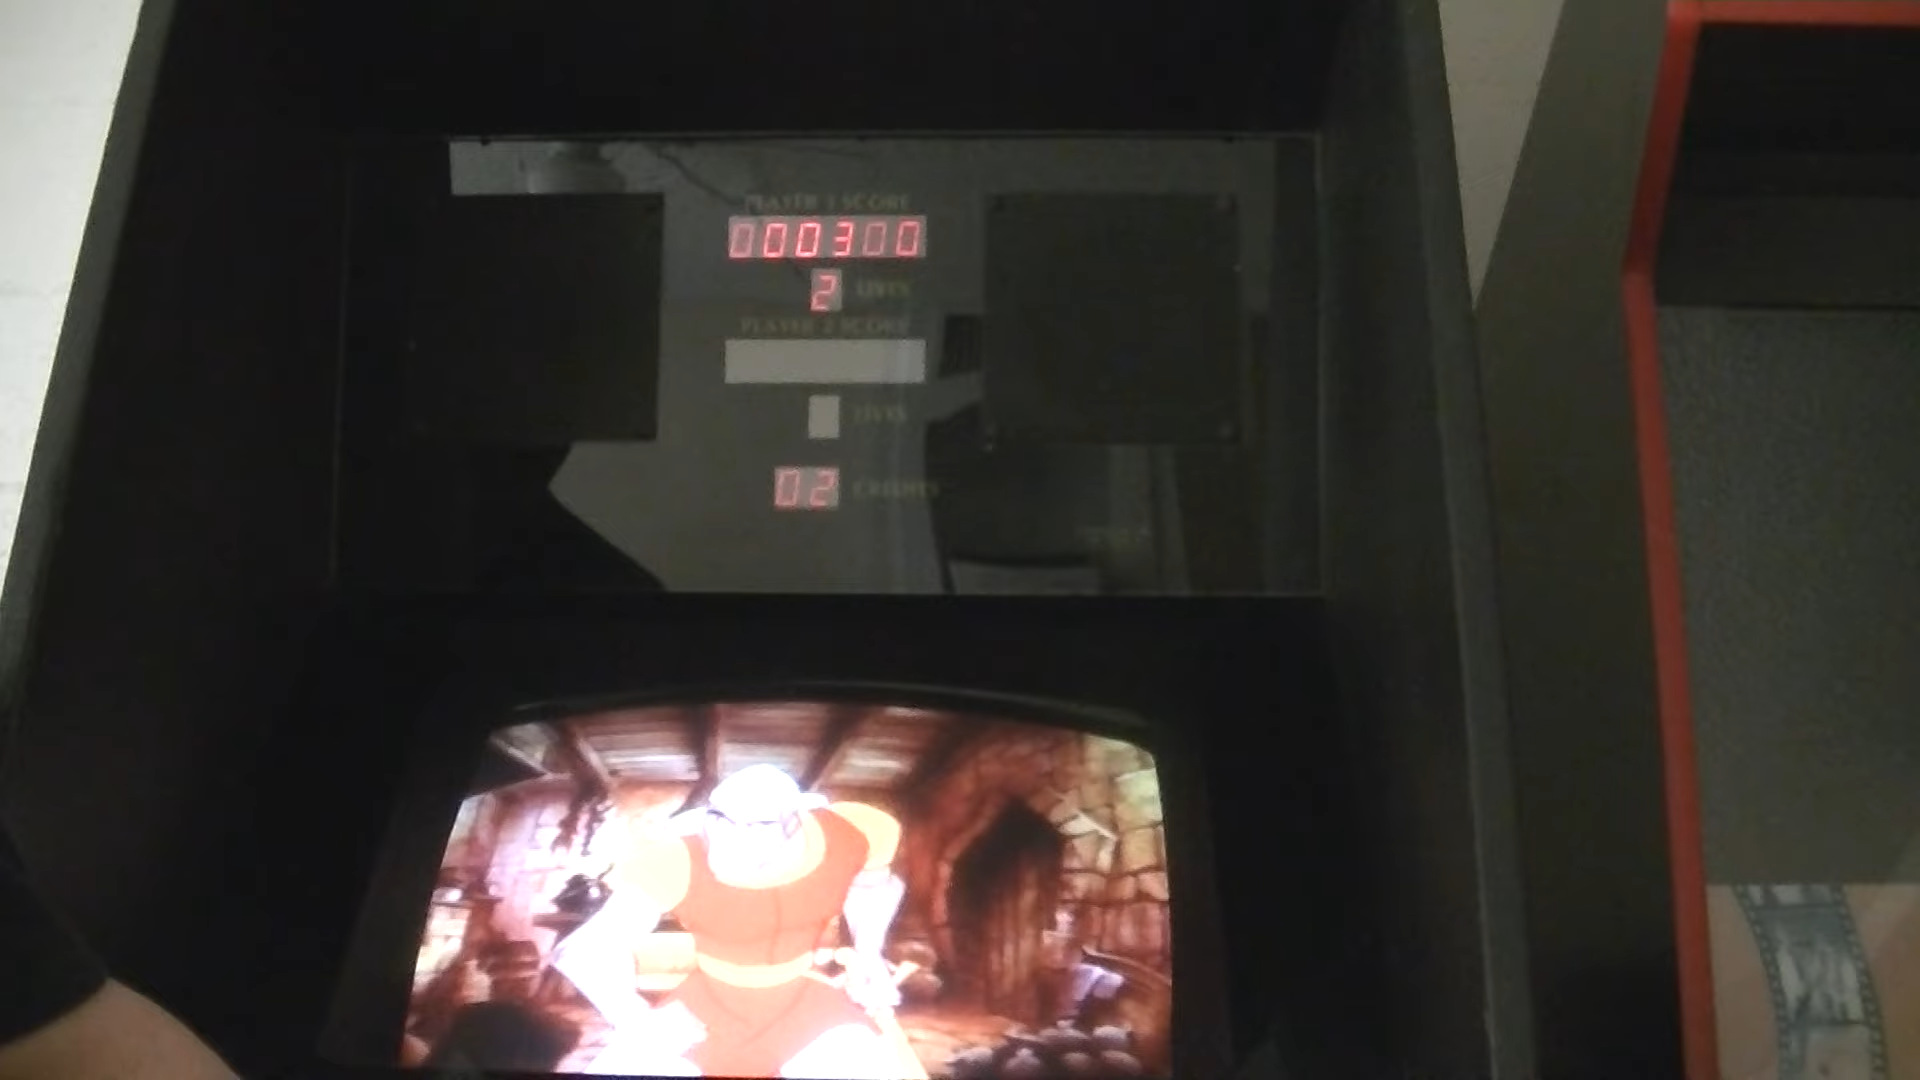 PLAYER 1 SCORE
000300
2 LIVES
PLAYER 2 SCORE
LIVES
02 CREDITS